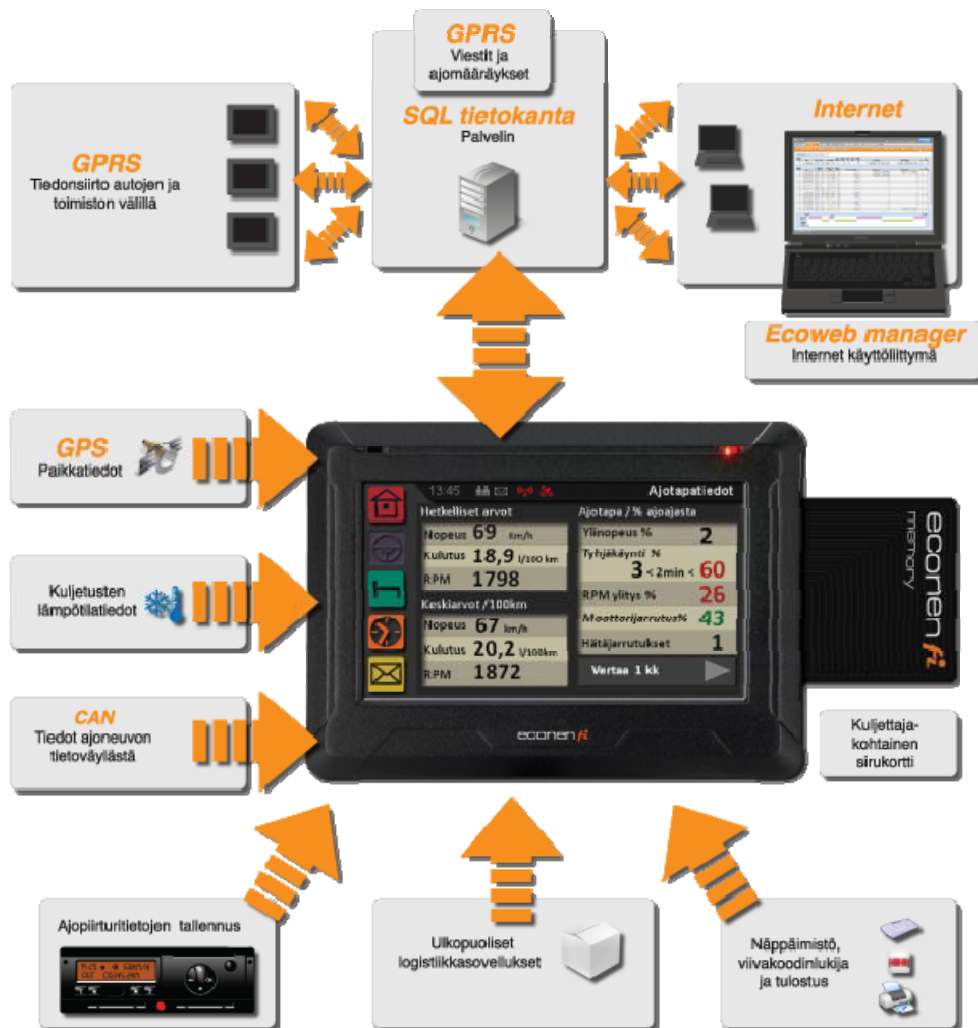 GPRS
Viestit ja
ajomääräykset
SQL tietokanta
Palvelin
GPRS
Tiedonsiirto autojen ja
toimiston välillä
Internet
Ecoweb manager
Internet käyttöliittymä
GPS
Paikkatiedot
Kuljetusten
lämpötilatiedot
CAN
Tiedot ajoneuvon
tietoväylästä
13:45
Ajotapatiedot
Hetkelliset arvot
Nopeus 69 Km/h
Kulutus 18,9 l/100 km
RPM 1798
Keskiarvot /100km
Nopeus 67 km/h
Kulutus 20,2 l/100km
RPM 1872
Ajotapa / % ajoajasta
Ylinopeus % 2
Tyhjäkäynti %
3 < 2min < 60
RPM ylitys % 26
Moottorijarrutus% 43
Hätäjarrutukset 1
Vertaa 1 kk
econen fi
econen fi
memory
Kuljettaja-
kohtainen
sirukortti
Ajopiirturitietojen tallennus
Ulkopuoliset
logistiikkasovellukset
Näppäimistö,
viivakoodinlukija
ja tulostus